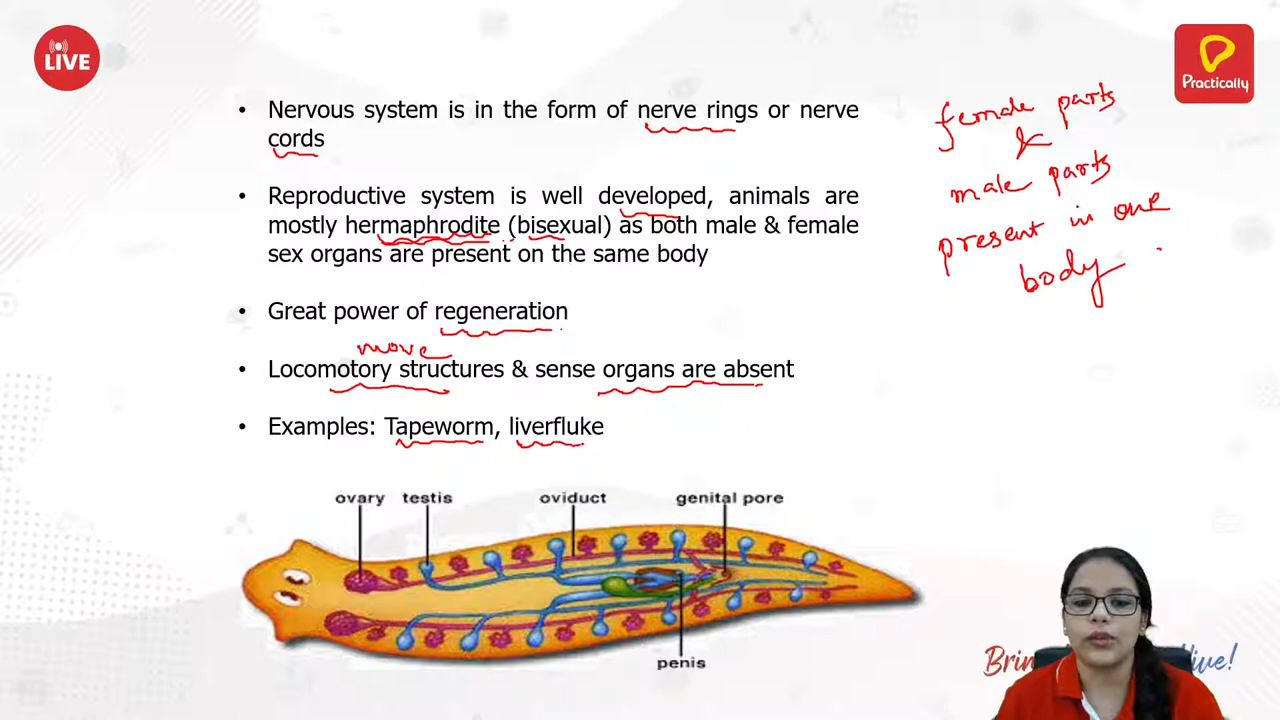 LIVE
Practically
• Nervous system is in the form of nerve rings or nerve
cords
• Reproductive system is well developed, animals are
mostly hermaphrodite (bisexual) as both male & female
sex organs are present on the same body
• Great power of regeneration
move
• Locomotory structures & sense organs are absent
• Examples: Tapeworm, liverfluke
female parts
&
male parts
present in one
body
ovary testis oviduct genital pore
penis